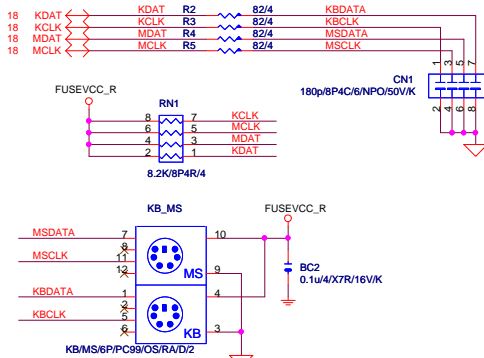 18 KDAT KDAT R2 82/4 KBDATA
18 KCLK KCLK R3 82/4 KBCLK
18 MDAT MDAT R4 82/4 MSDATA
18 MCLK MCLK R5 82/4 MSCLK
1 3 5 7
CN1
180p/8P4C/6/NPO/50V/K
2 4 6 8
FUSEVCC_R
RN1
8 7 KCLK
6 5 MCLK
4 3 MDAT
2 1 KDAT
8.2K/8P4R/4
KB_MS
FUSEVCC_R
MSDATA 7 10
8
MSCLK 11
12 MS 9
BC2
0.1u/4/X7R/16V/K
KBDATA 1 4
2
KBCLK 5
6 KB 3
KB/MS/6P/PC99/OS/RA/D/2